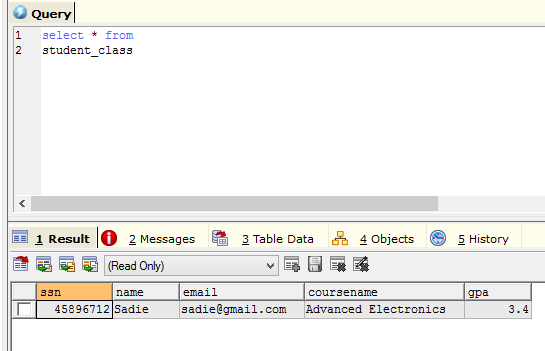 Query
1 select * from
2 student_class
1 Result 2 Messages 3 Table Data 4 Objects 5 History
(Read Only)
ssn name email coursename gpa
45896712 Sadie sadie@gmail.com Advanced Electronics 3.4